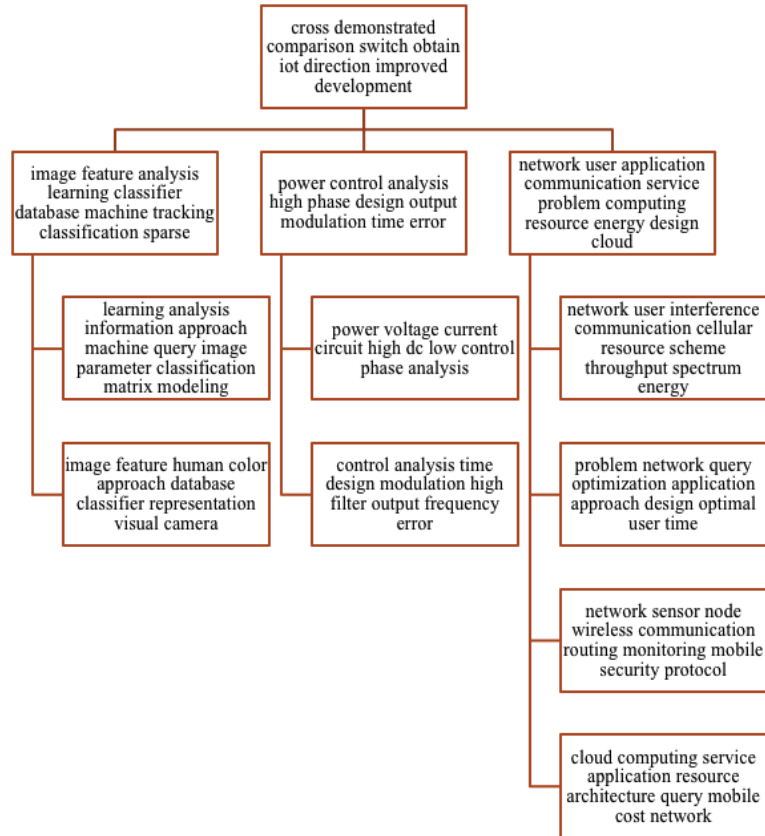 cross demonstrated
comparison switch obtain
iot direction improved
development
image feature analysis
learning classifier
database machine tracking
classification sparse
power control analysis
high phase design output
modulation time error
network user application
communication service
problem computing
resource energy design
cloud
learning analysis
information approach
machine query image
parameter classification
matrix modeling
power voltage current
circuit high dc low control
phase analysis
network user interference
communication cellular
resource scheme
throughput spectrum
energy
image feature human color
approach database
classifier representation
visual camera
control analysis time
design modulation high
filter output frequency
error
problem network query
optimization application
approach design optimal
user time
network sensor node
wireless communication
routing monitoring mobile
security protocol
cloud computing service
application resource
architecture query mobile
cost network